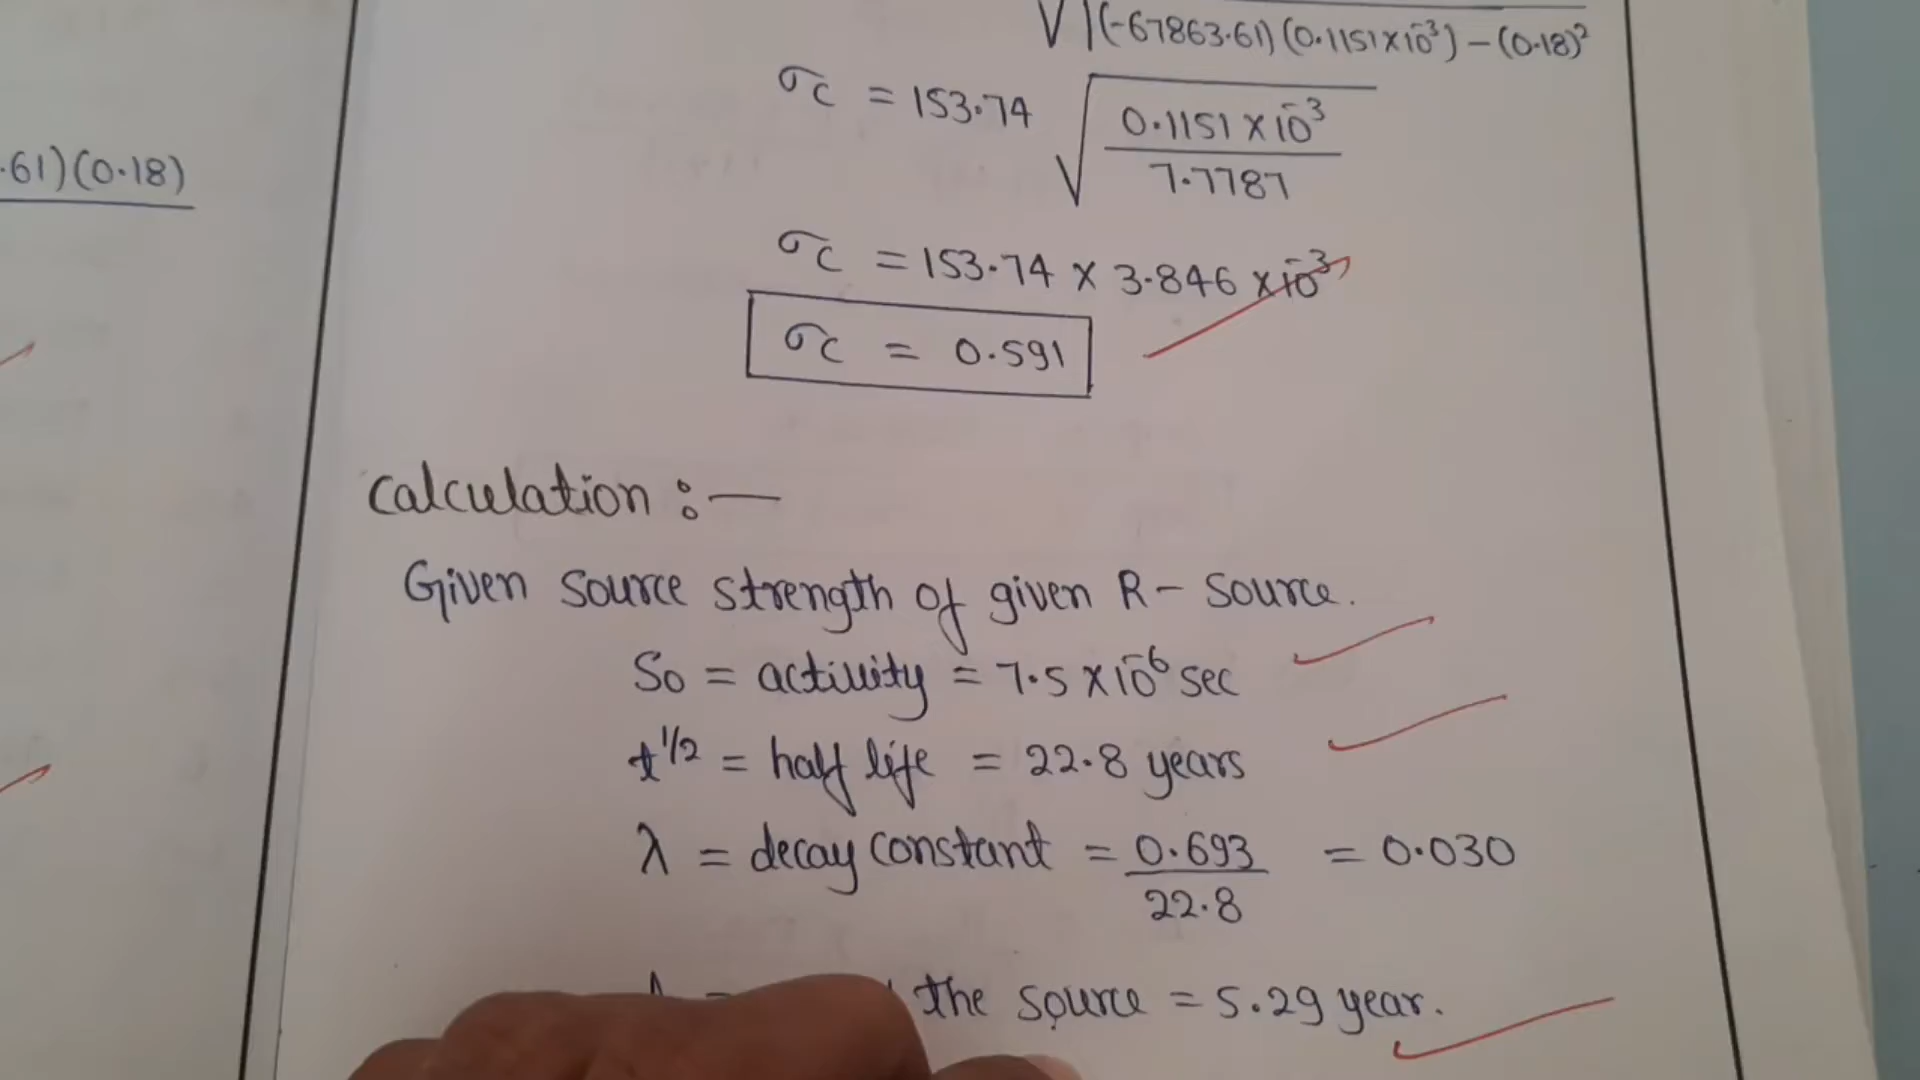 √|(-67863.61)(0.1151×10⁻³)-(0.18)²
.61)(0.18)
σc = 153.74 √(0.1151×10⁻³/7.7787)
σc = 153.74 × 3.846 ×10⁻³
σc = 0.591
Calculation :—
Given source strength of given R- source.
S0 = activity = 7.5×10⁻⁶ sec
t^1/2 = half life = 22.8 years
λ = decay constant = 0.693/22.8 = 0.030
the source = 5.29 year.